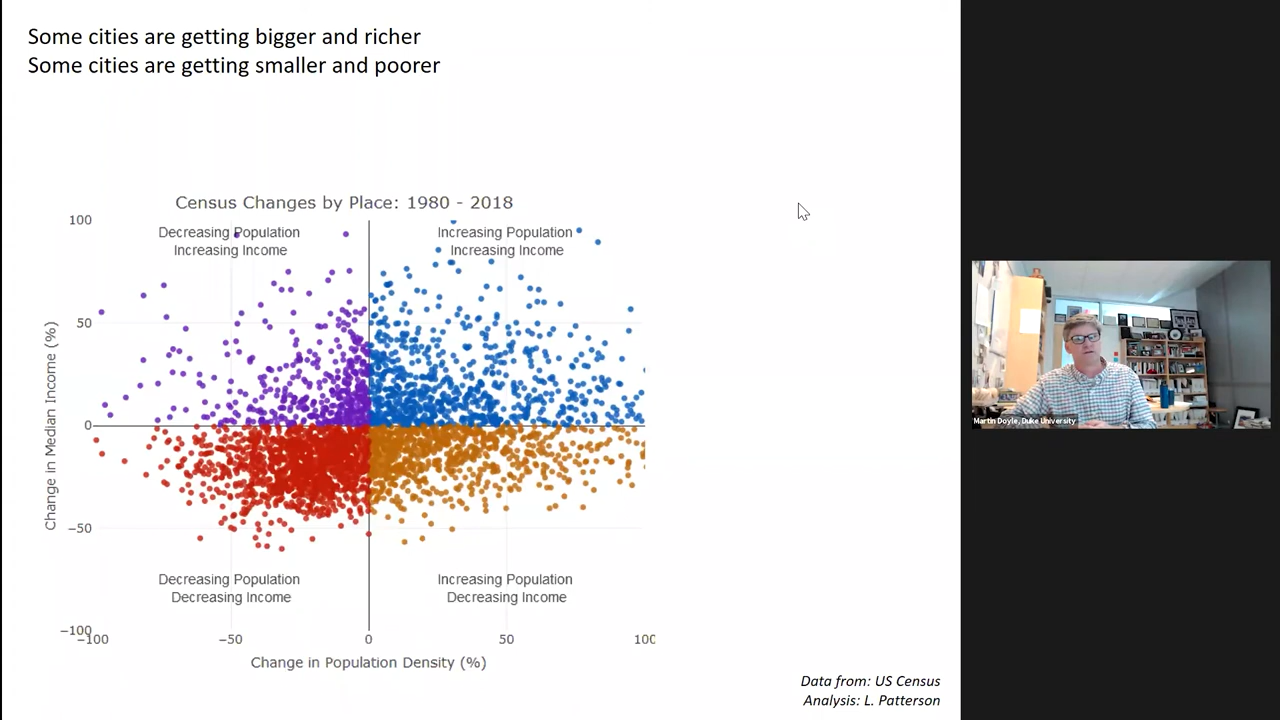 Some cities are getting bigger and richer
Some cities are getting smaller and poorer
Census Changes by Place: 1980 - 2018
100
Decreasing Population
Increasing Income
Increasing Population
Increasing Income
50
Change in Median Income (%)
0
−50
Decreasing Population
Decreasing Income
Increasing Population
Decreasing Income
−100
−100
−50
0
50
100
Change in Population Density (%)
Data from: US Census
Analysis: L. Patterson
Martin Doyle, Duke University